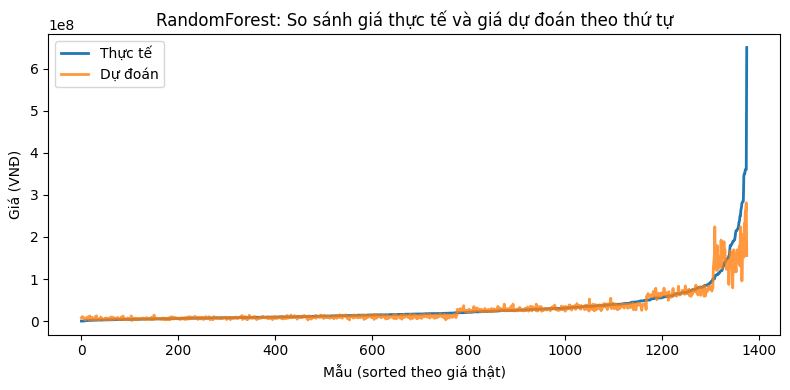 RandomForest: So sánh giá thực tế và giá dự đoán theo thứ tự
1e8
Thực tế
Dự đoán
6
5
4
3
2
1
0
Giá (VNĐ)
0 200 400 600 800 1000 1200 1400
Mẫu (sorted theo giá thật)